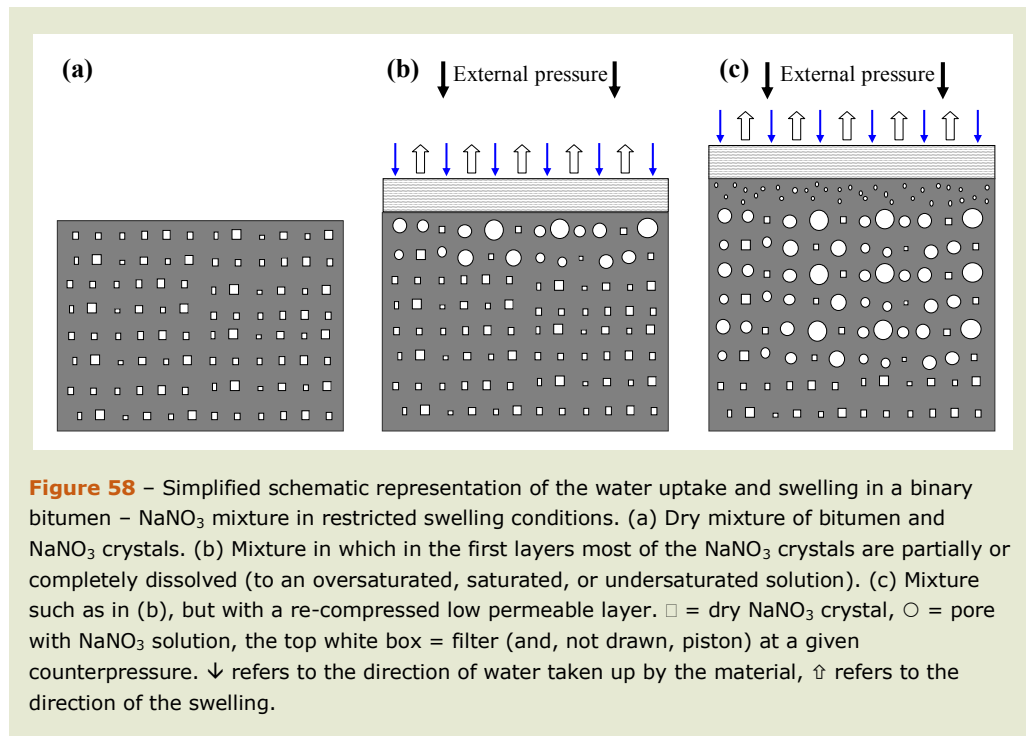 (a)
(b)
External pressure
(c)
External pressure
Figure 58 – Simplified schematic representation of the water uptake and swelling in a binary
bitumen – NaNO₃ mixture in restricted swelling conditions. (a) Dry mixture of bitumen and
NaNO₃ crystals. (b) Mixture in which in the first layers most of the NaNO₃ crystals are partially or
completely dissolved (to an oversaturated, saturated, or undersaturated solution). (c) Mixture
such as in (b), but with a re-compressed low permeable layer. □ = dry NaNO₃ crystal, ○ = pore
with NaNO₃ solution, the top white box = filter (and, not drawn, piston) at a given
counterpressure. ↓ refers to the direction of water taken up by the material, ⇧ refers to the
direction of the swelling.